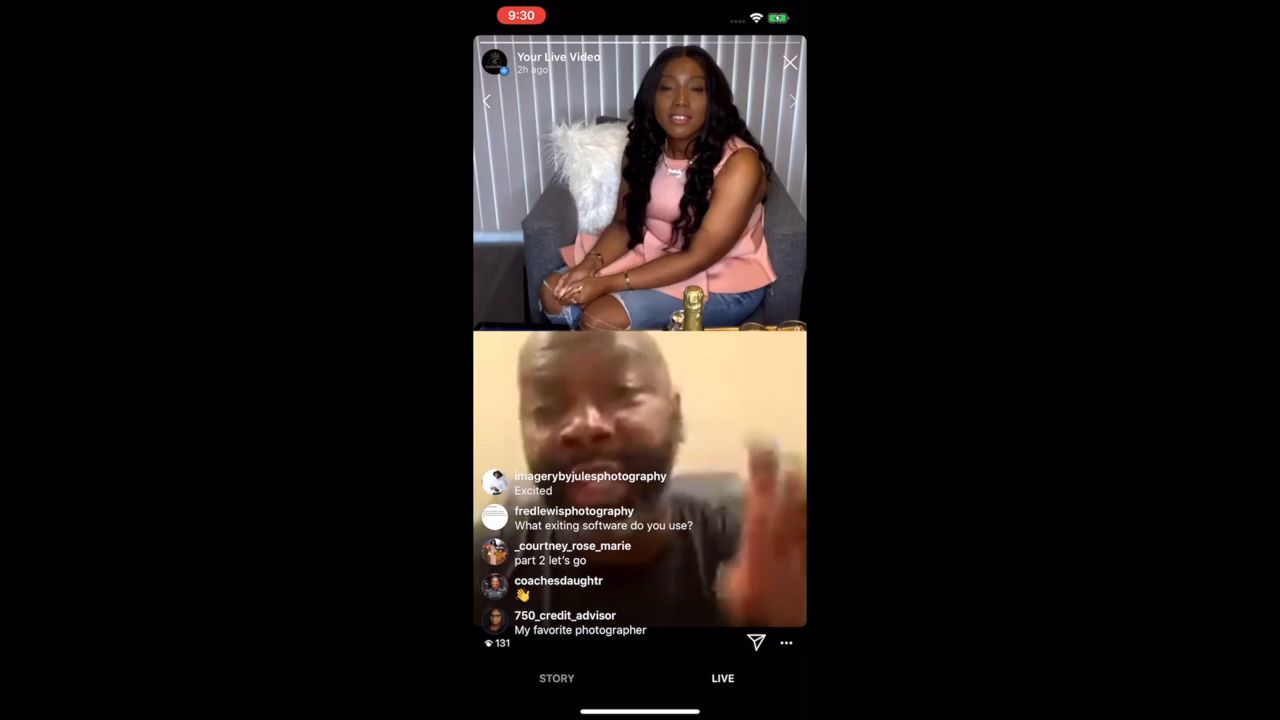 9:30
Your Live Video
2h ago
imagerybyjulesphotography
Excited
fredlewisphotography
What exiting software do you use?
_courtney_rose_marie
part 2 let's go
coachesdaughtr
👋
750_credit_advisor
My favorite photographer
131
STORY
LIVE